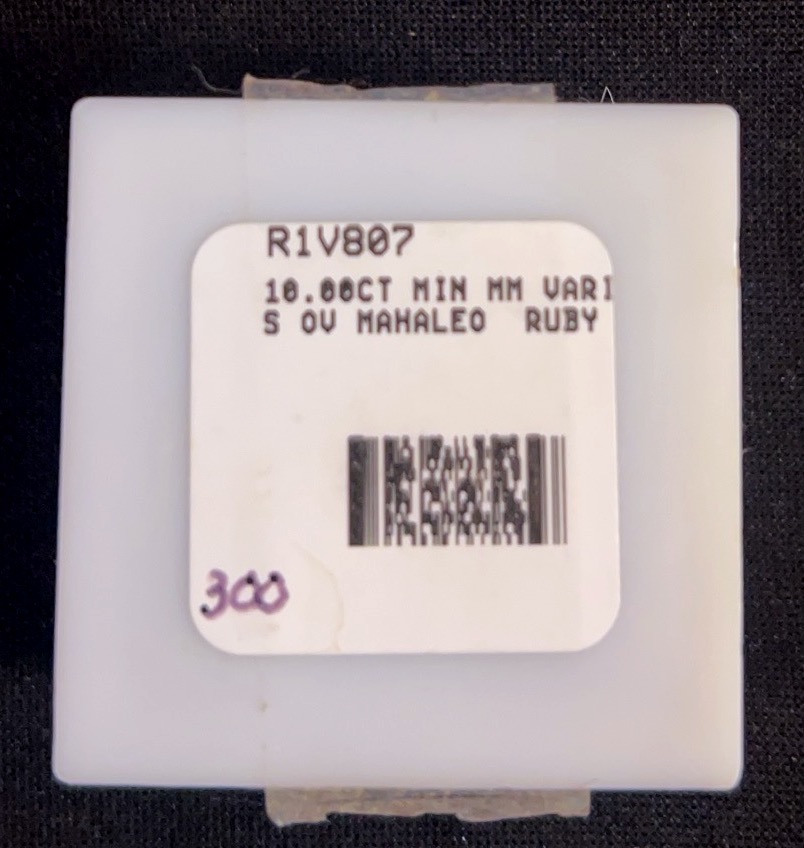 R1V807
10.00CT MIN MM VARI
S OV MAHALEO RUBY
300